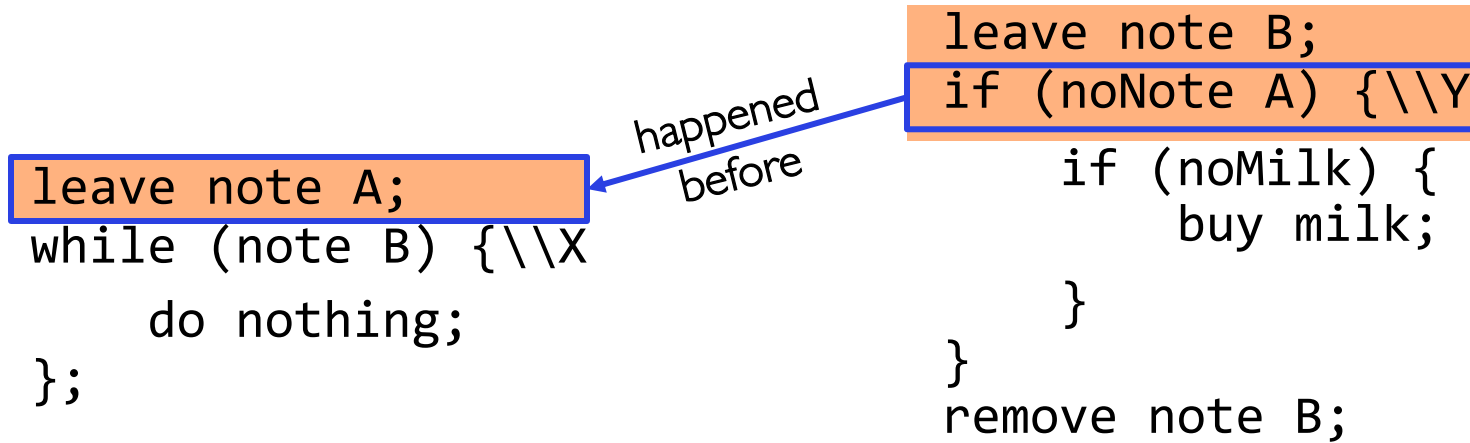 leave note A;
while (note B) {\\X
do nothing;
};
happened
before
leave note B;
if (noNote A) {\\Y
if (noMilk) {
buy milk;
}
}
remove note B;